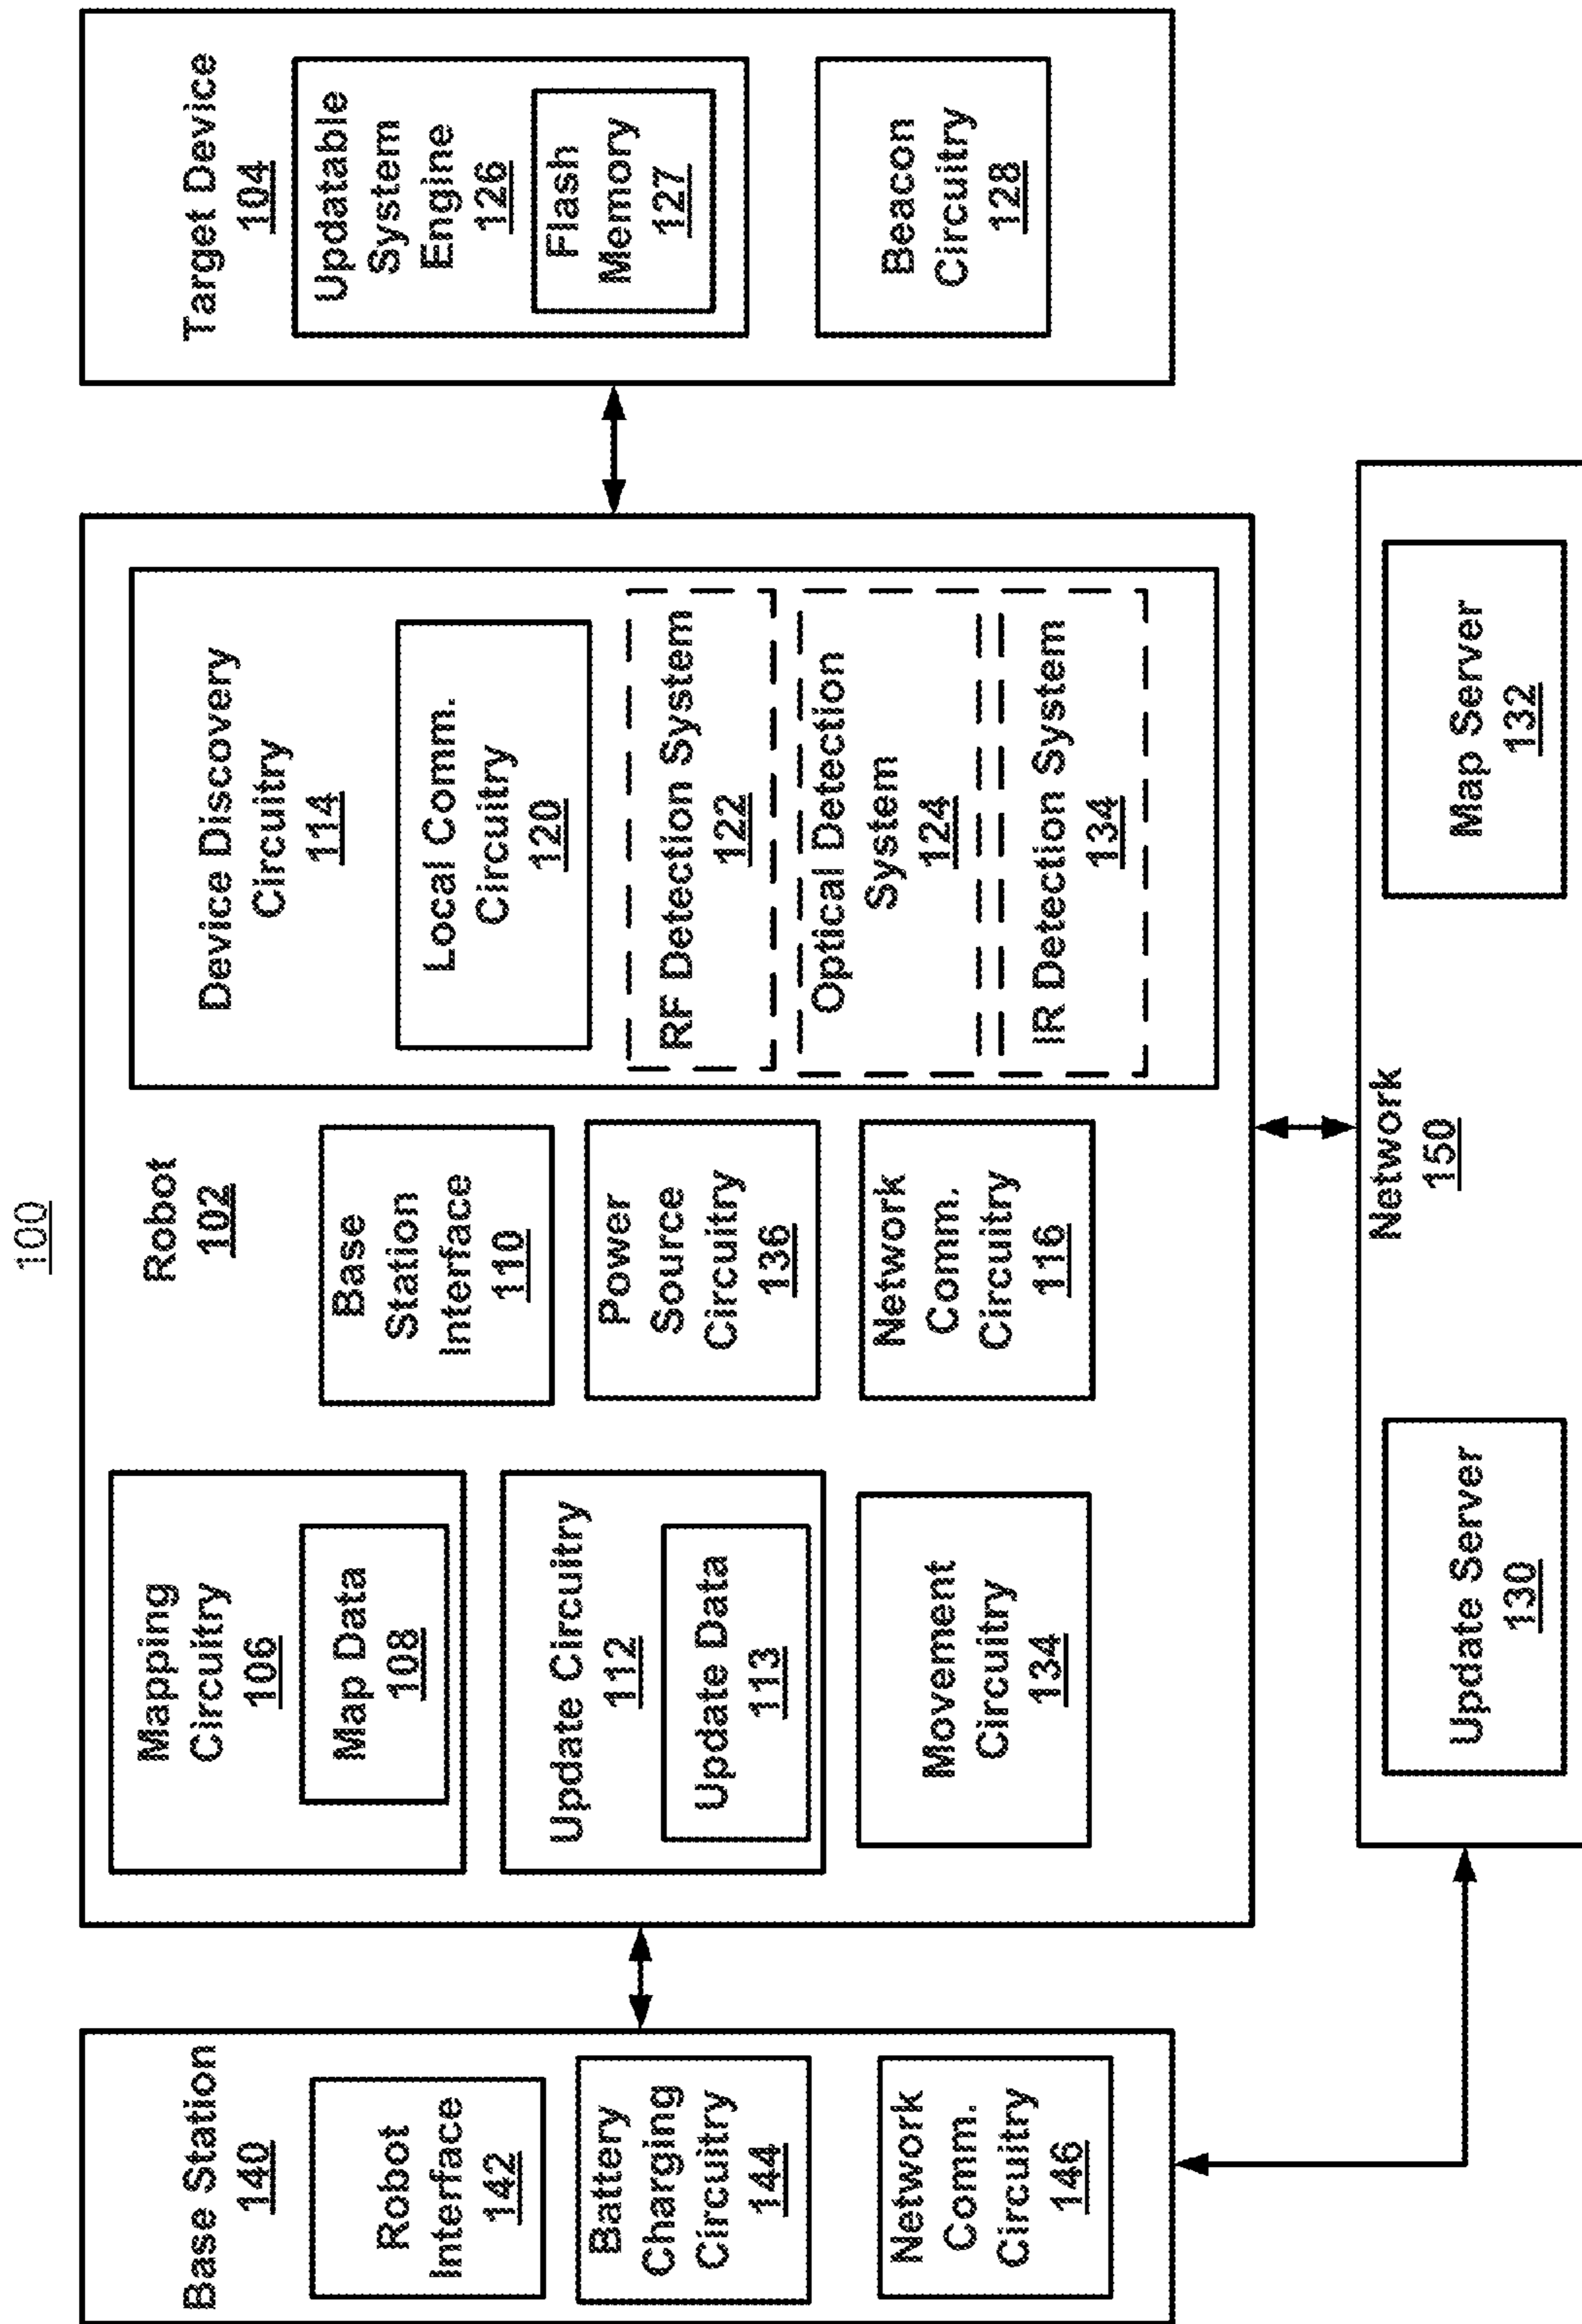 100
Base Station
140
Robot
Interface
142
Battery
Charging
Circuitry
144
Network
Comm.
Circuitry
146
Robot
102
Mapping
Circuitry
106
Map Data
108
Update Circuitry
112
Update Data
113
Movement
Circuitry
134
Base
Station
Interface
110
Power
Source
Circuitry
136
Network
Comm.
Circuitry
116
Device Discovery
Circuitry
114
Local Comm.
Circuitry
120
RF Detection System
122
Optical Detection
System
124
IR Detection System
134
Target Device
104
Updatable
System
Engine
126
Flash
Memory
127
Beacon
Circuitry
128
Network
150
Update Server
130
Map Server
132